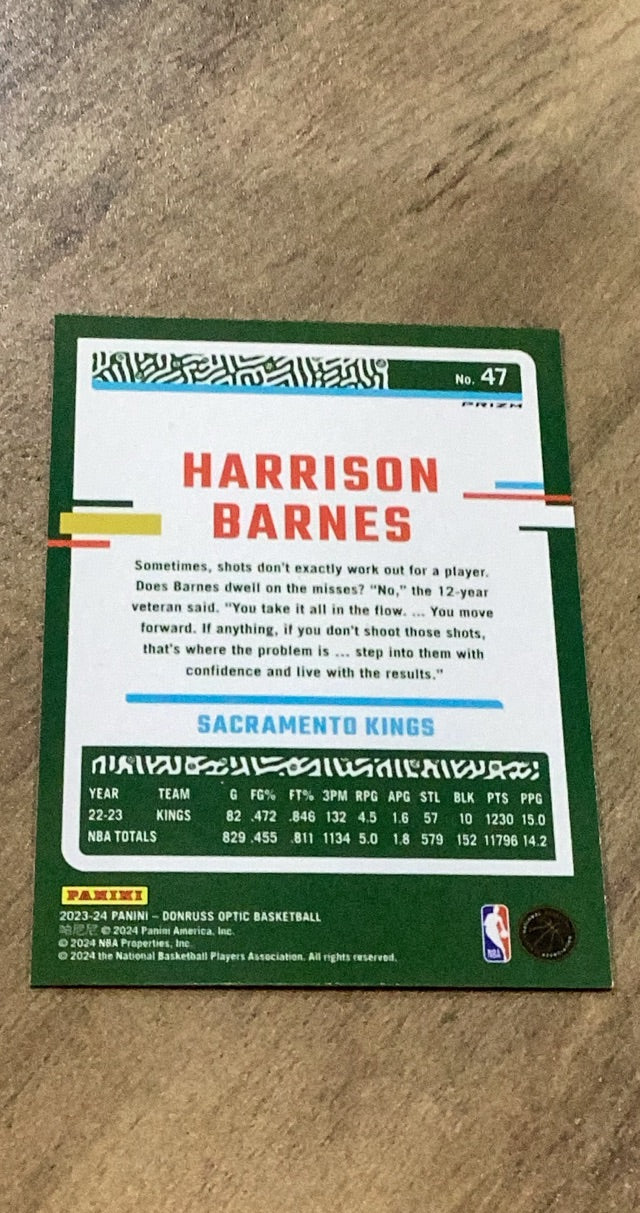 No. 47
PRIZM
HARRISON
BARNES
Sometimes, shots don't exactly work out for a player.
Does Barnes dwell on the misses? "No," the 12-year
veteran said. "You take it all in the flow. ... You move
forward. If anything, if you don't shoot those shots,
that's where the problem is ... step into them with
confidence and live with the results."
SACRAMENTO KINGS
YEAR TEAM G FG% FT% 3PM RPG APG STL BLK PTS PPG
22-23 KINGS 82 .472 .846 132 4.5 1.6 57 10 1230 15.0
NBA TOTALS 829 .455 .811 1134 5.0 1.8 579 152 11796 14.2
PANINI
2023-24 PANINI – DONRUSS OPTIC BASKETBALL
哈尼尼 © 2024 Panini America, Inc.
© 2024 NBA Properties, Inc.
© 2024 the National Basketball Players Association. All rights reserved.
NBA